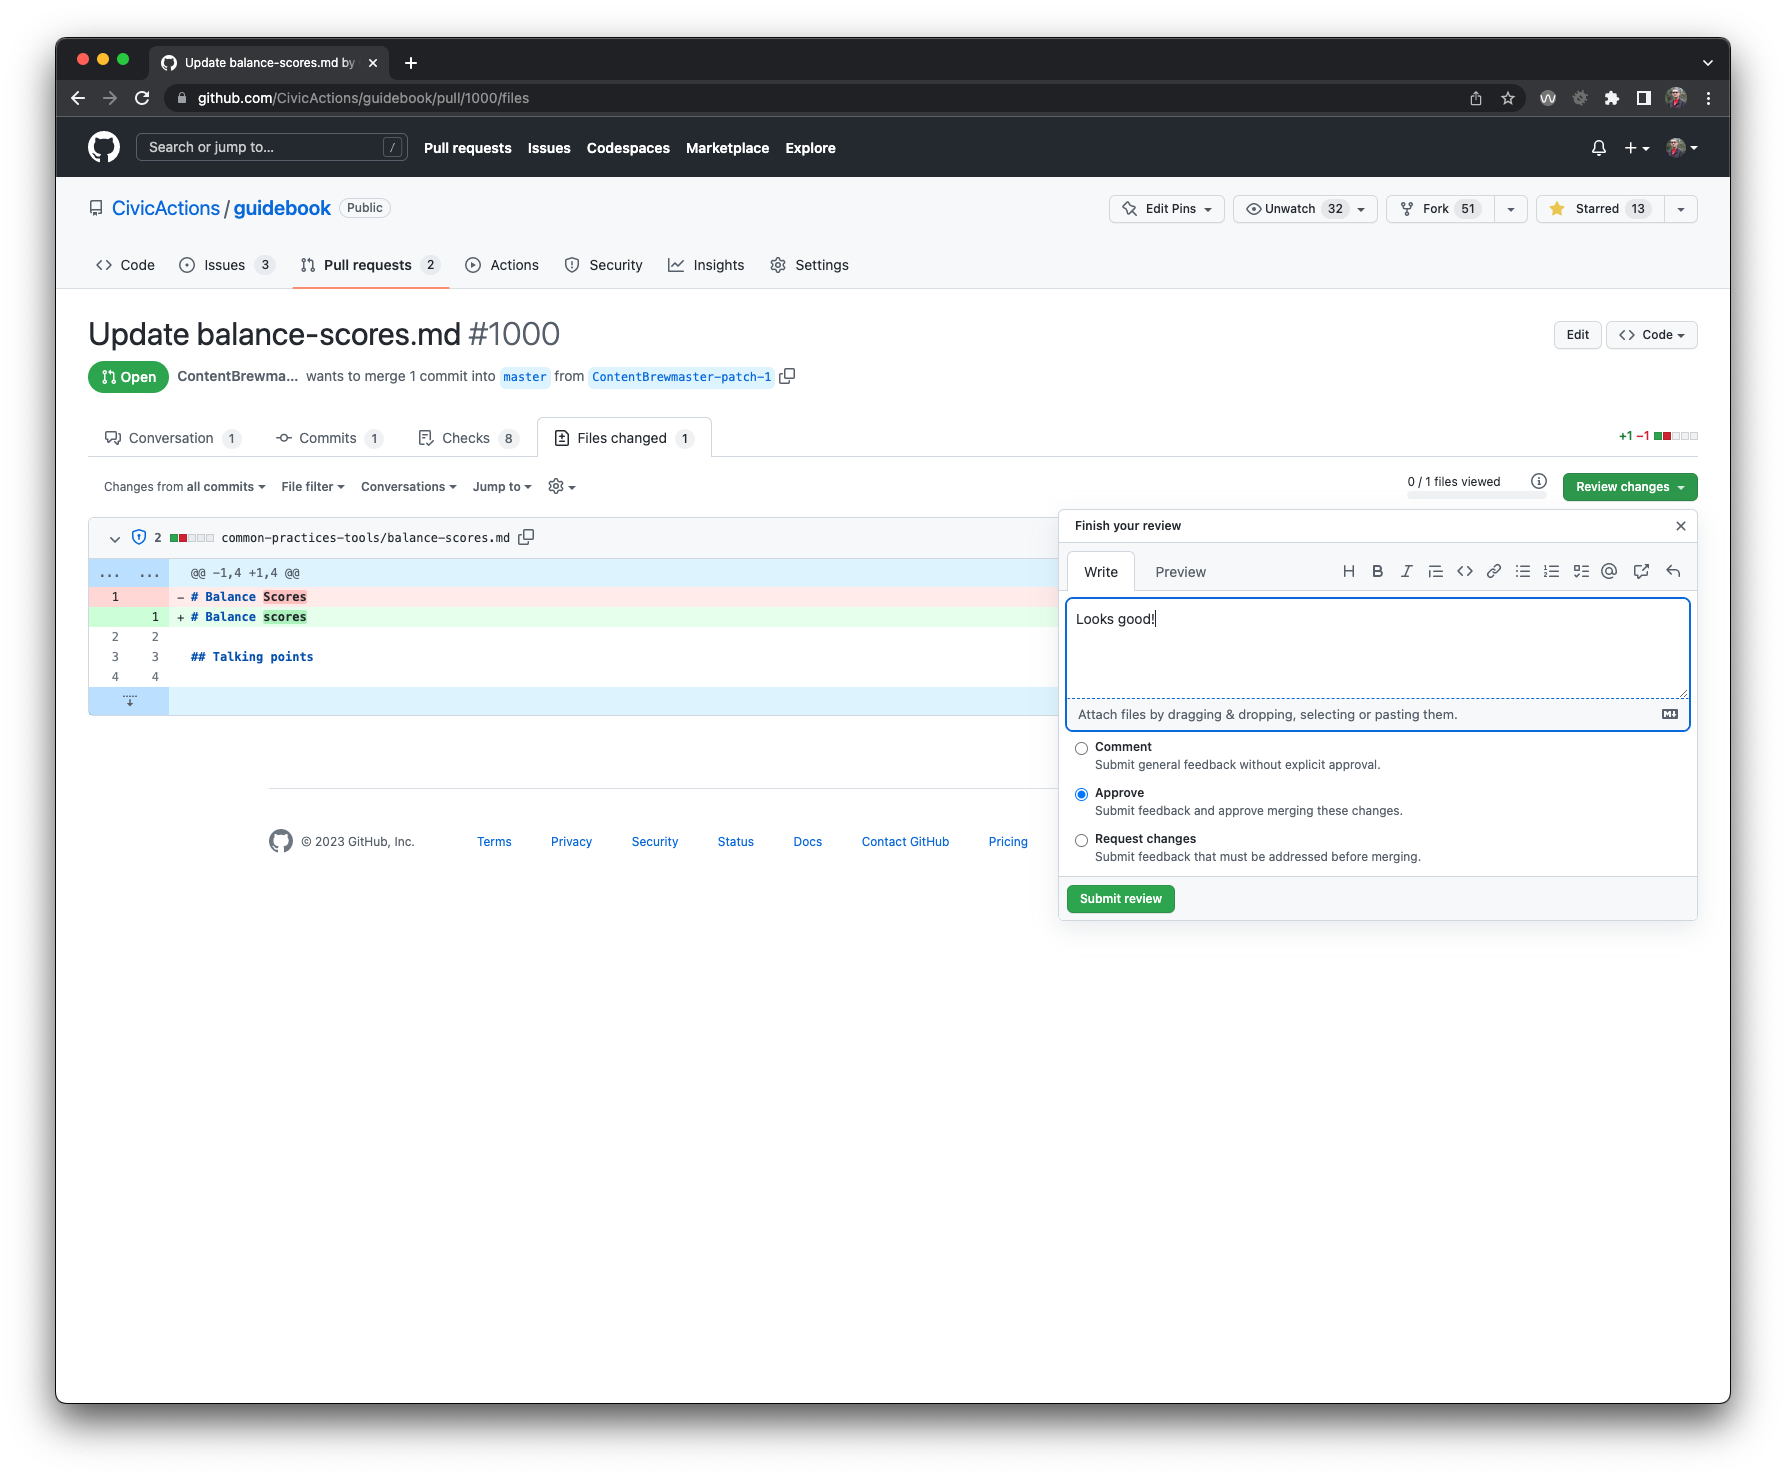 Update balance-scores.md by
github.com/CivicActions/guidebook/pull/1000/files
Search or jump to... /
Pull requests Issues Codespaces Marketplace Explore
CivicActions / guidebook Public
Edit Pins Unwatch 32 Fork 51 Starred 13
Code Issues 3 Pull requests 2 Actions Security Insights Settings
Update balance-scores.md #1000
Edit Code
Open ContentBrewma... wants to merge 1 commit into master from ContentBrewmaster-patch-1
Conversation 1 Commits 1 Checks 8 Files changed 1
+1 −1
Changes from all commits File filter Conversations Jump to
0 / 1 files viewed
Review changes
2 common-practices-tools/balance-scores.md
... ... @@ -1,4 +1,4 @@
1 - # Balance Scores
1 + # Balance scores
2 2
3 3 ## Talking points
4 4
Finish your review
Write Preview
Looks good!
Attach files by dragging & dropping, selecting or pasting them.
Comment
Submit general feedback without explicit approval.
Approve
Submit feedback and approve merging these changes.
Request changes
Submit feedback that must be addressed before merging.
Submit review
© 2023 GitHub, Inc. Terms Privacy Security Status Docs Contact GitHub Pricing